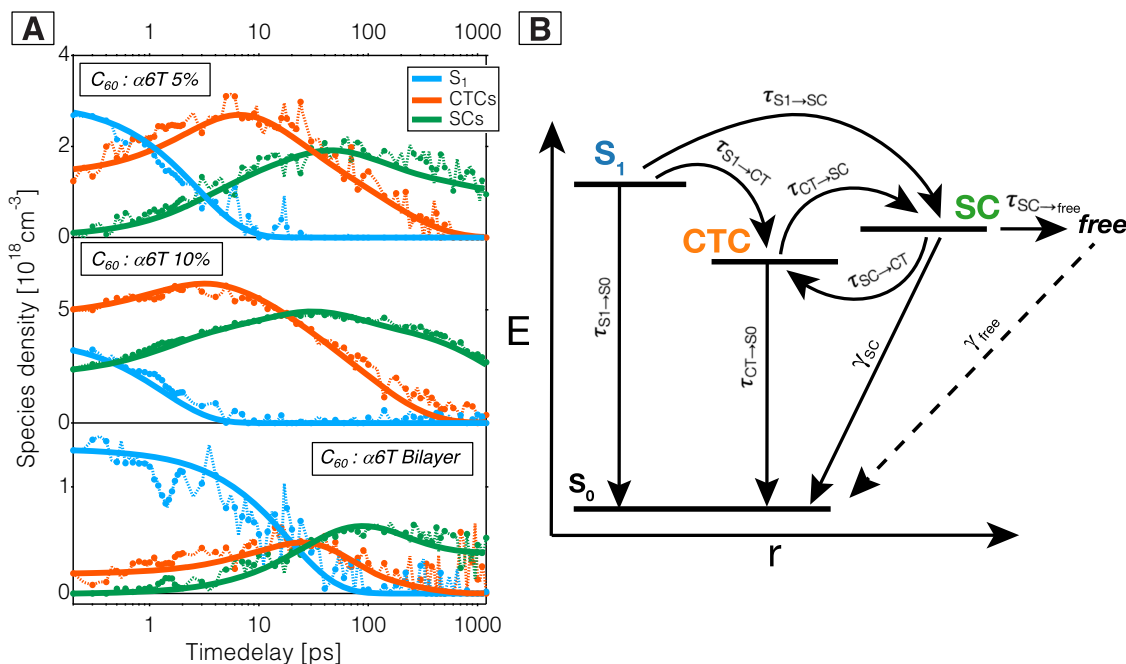 A
1 10 100 1000
4
C60 : α6T 5%
S1
CTCs
SCs
2
0
C60 : α6T 10%
5
0
C60 : α6T Bilayer
1
0
1 10 100 1000
Timedelay [ps]
Species density [10^18 cm^-3]
B
τS1→SC
S1
τS1→CT
τCT→SC
SC
τSC→free
free
CTC
τSC→CT
τS1→S0
τCT→S0
γSC
γfree
E
S0
r